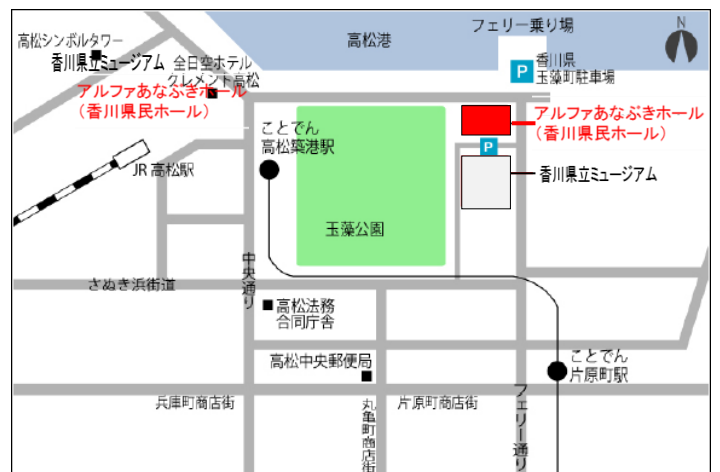 フェリー乗り場
N
高松シンボルタワー
高松港
香川県立ミュージアム
全日空ホテル
クレメント高松
アルファあなぶきホール
（香川県民ホール）
P
香川県
玉藻町駐車場
アルファあなぶきホール
（香川県民ホール）
ことでん
高松築港駅
P
JR高松駅
香川県立ミュージアム
玉藻公園
中央通り
さぬき浜街道
高松法務
合同庁舎
高松中央郵便局
ことでん
片原町駅
兵庫町商店街
丸亀町商店街
片原町商店街
フェリー通り